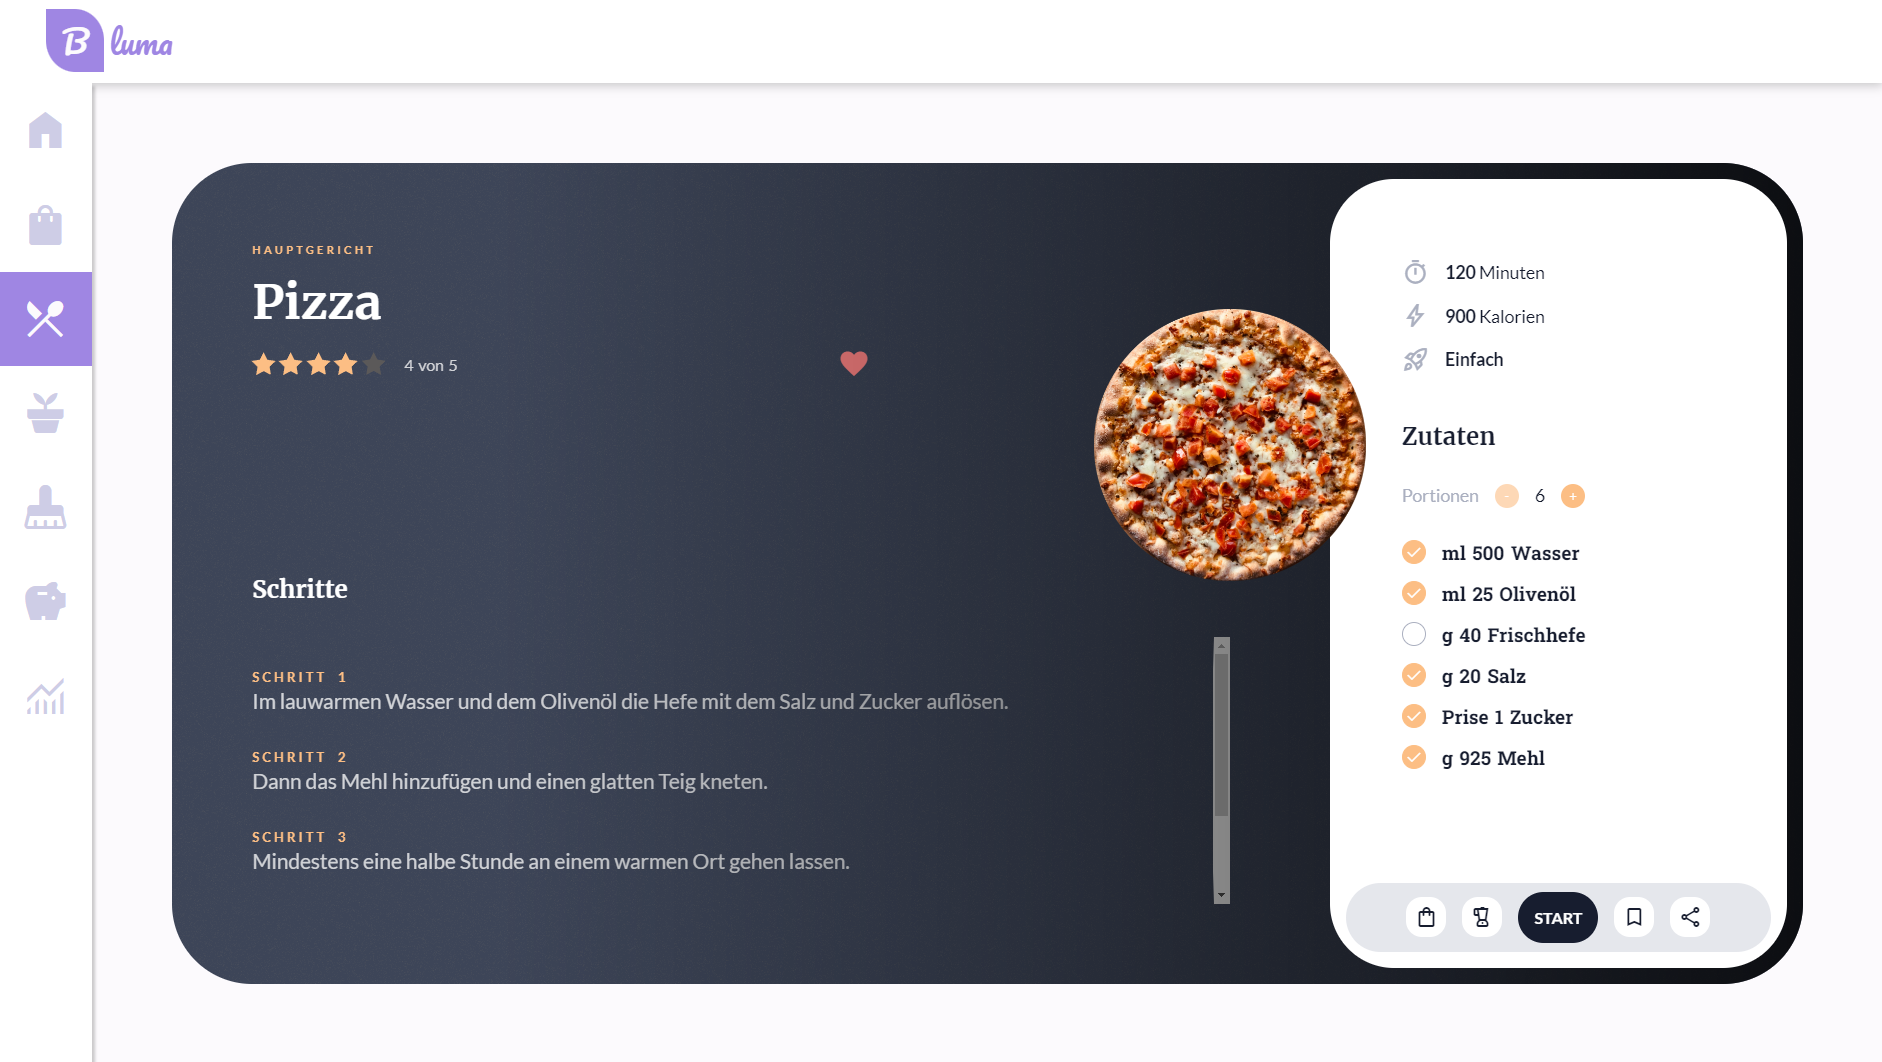 B luma
HAUPTGERICHT
Pizza
4 von 5
Schritte
SCHRITT 1
Im lauwarmen Wasser und dem Olivenöl die Hefe mit dem Salz und Zucker auflösen.
SCHRITT 2
Dann das Mehl hinzufügen und einen glatten Teig kneten.
SCHRITT 3
Mindestens eine halbe Stunde an einem warmen Ort gehen lassen.
120 Minuten
900 Kalorien
Einfach
Zutaten
Portionen - 6 +
ml 500 Wasser
ml 25 Olivenöl
g 40 Frischhefe
g 20 Salz
Prise 1 Zucker
g 925 Mehl
START